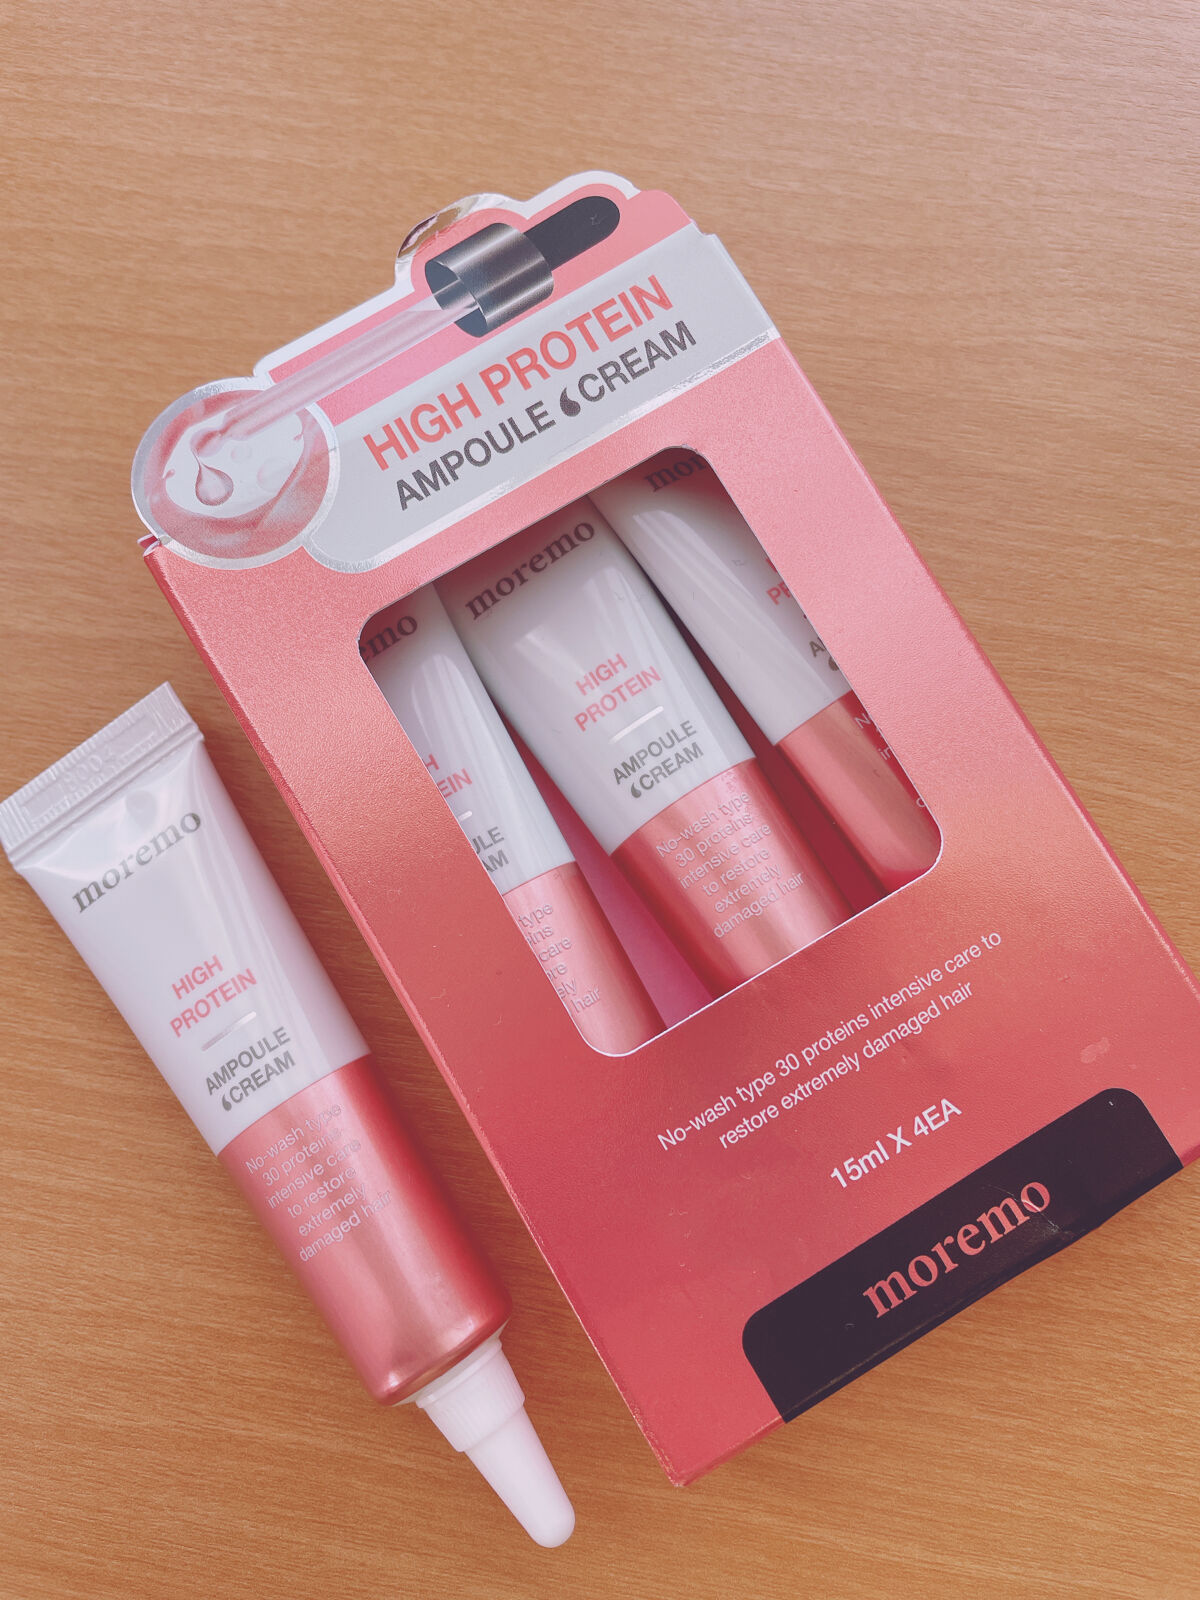 HIGH PROTEIN
AMPOULE CREAM
moremo
HIGH
PROTEIN
AMPOULE
CREAM
No-wash type
30 proteins
intensive care
to restore
extremely
damaged hair
No-wash type 30 proteins intensive care to
restore extremely damaged hair
15ml X 4EA
moremo
moremo
HIGH
PROTEIN
AMPOULE
CREAM
No-wash type
30 proteins
intensive care
to restore
extremely
damaged hair